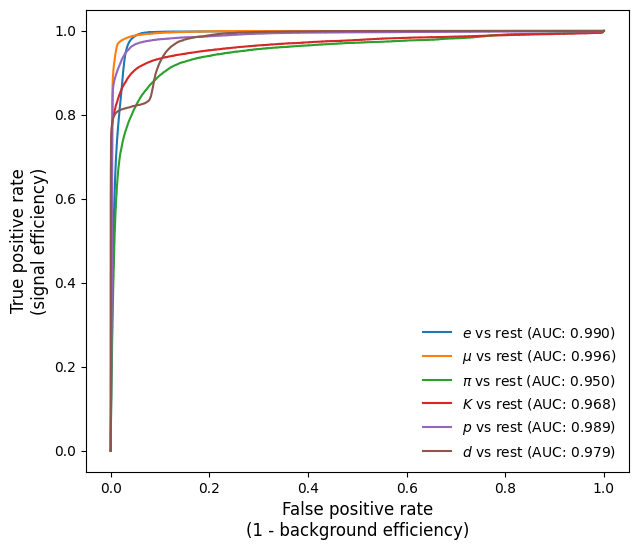 True positive rate
(signal efficiency)
1.0
0.8
0.6
0.4
0.2
0.0
e vs rest (AUC: 0.990)
μ vs rest (AUC: 0.996)
π vs rest (AUC: 0.950)
K vs rest (AUC: 0.968)
p vs rest (AUC: 0.989)
d vs rest (AUC: 0.979)
0.0 0.2 0.4 0.6 0.8 1.0
False positive rate
(1 - background efficiency)